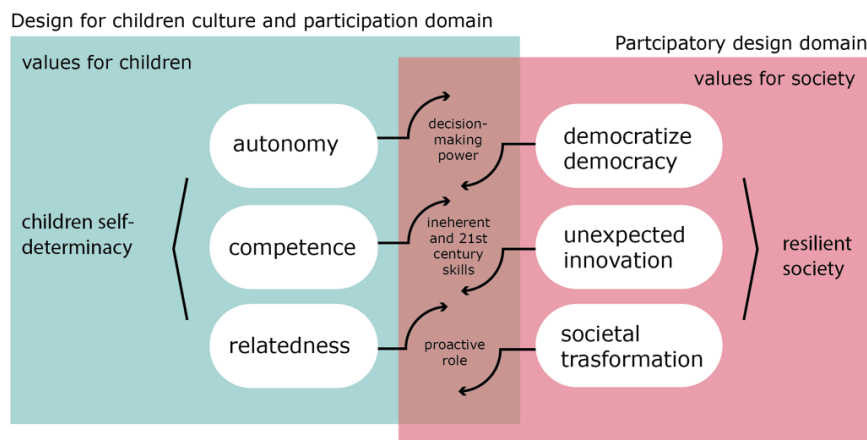 Design for children culture and participation domain
values for children
Partcipatory design domain
values for society
autonomy
decision-
making
power
democratize
democracy
children self-
determinacy
competence
ineherent
and 21st
century
skills
unexpected
innovation
resilient
society
relatedness
proactive
role
societal
trasformation